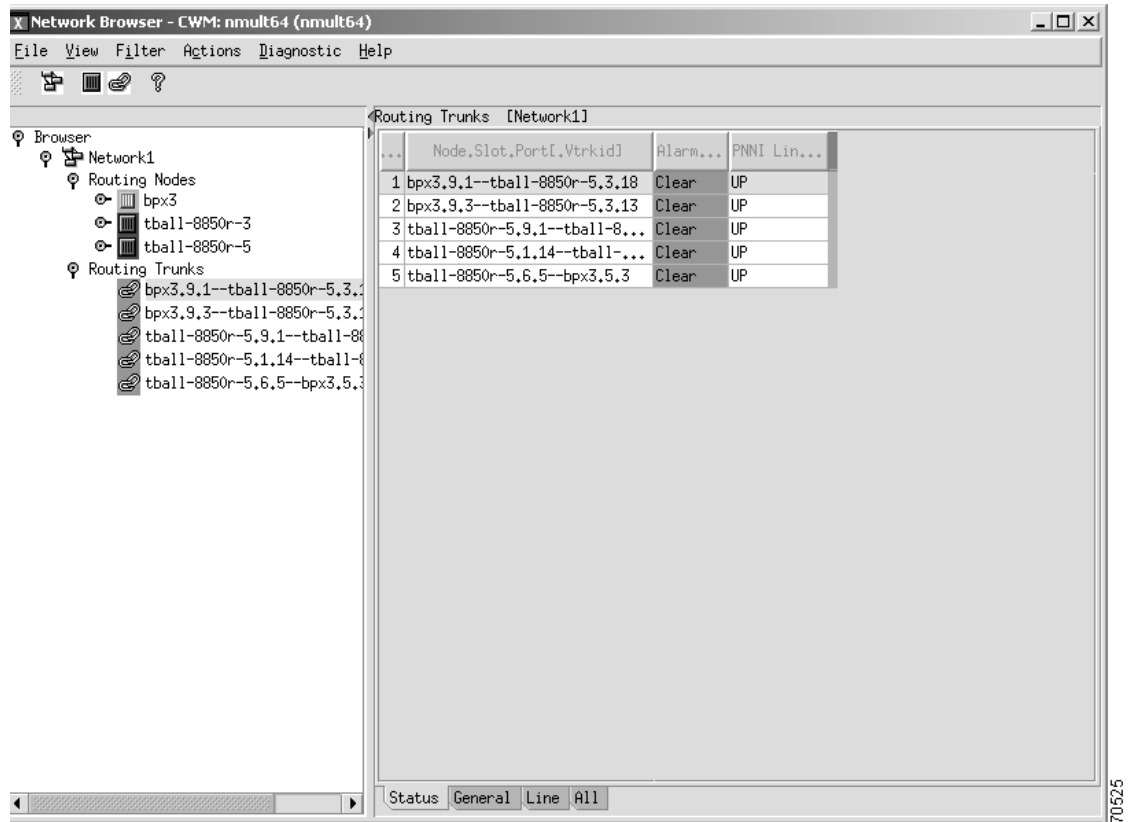 X Network Browser - CWM: nmult64 (nmult64)
File View Filter Actions Diagnostic Help
Routing Trunks [Network1]
Browser
Network1
Routing Nodes
bpx3
tball-8850r-3
tball-8850r-5
Routing Trunks
bpx3.9.1--tball-8850r-5.3.1
bpx3.9.3--tball-8850r-5.3.1
tball-8850r-5.9.1--tball-88
tball-8850r-5.1.14--tball-8
tball-8850r-5.6.5--bpx3.5.3
... Node.Slot.Port[.Vtrkid] Alarm... PNNI Lin...
1 bpx3.9.1--tball-8850r-5.3.18 Clear UP
2 bpx3.9.3--tball-8850r-5.3.13 Clear UP
3 tball-8850r-5.9.1--tball-8... Clear UP
4 tball-8850r-5.1.14--tball-... Clear UP
5 tball-8850r-5.6.5--bpx3.5.3 Clear UP
Status General Line All
70525